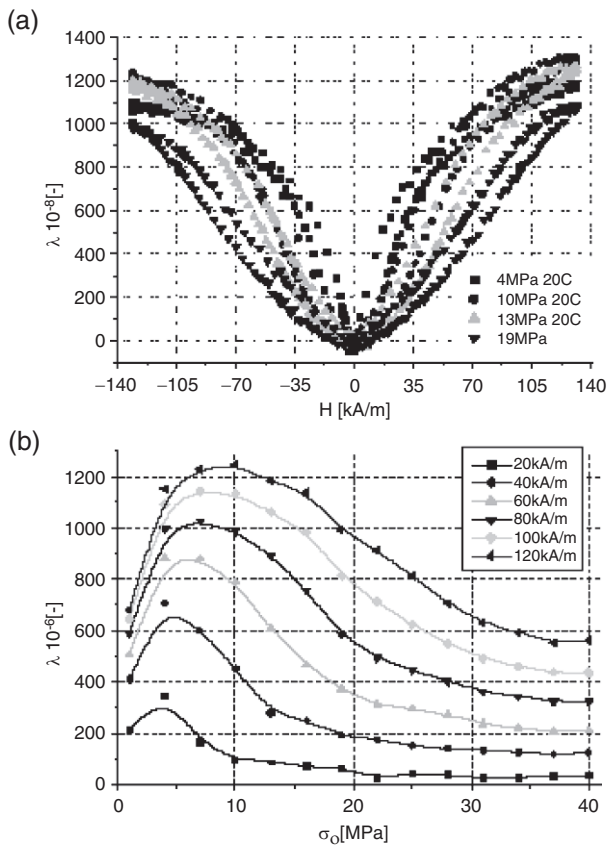 (a)
1400
1200
1000
800
600
400
200
0
λ 10-8[-]
4MPa 20C
10MPa 20C
13MPa 20C
19MPa
−140 −105 −70 −35 0 35 70 105 140
H [kA/m]
(b)
1200
1000
800
600
400
200
0
λ 10-6[-]
20kA/m
40kA/m
60kA/m
80kA/m
100kA/m
120kA/m
0 10 20 30 40
σo[MPa]